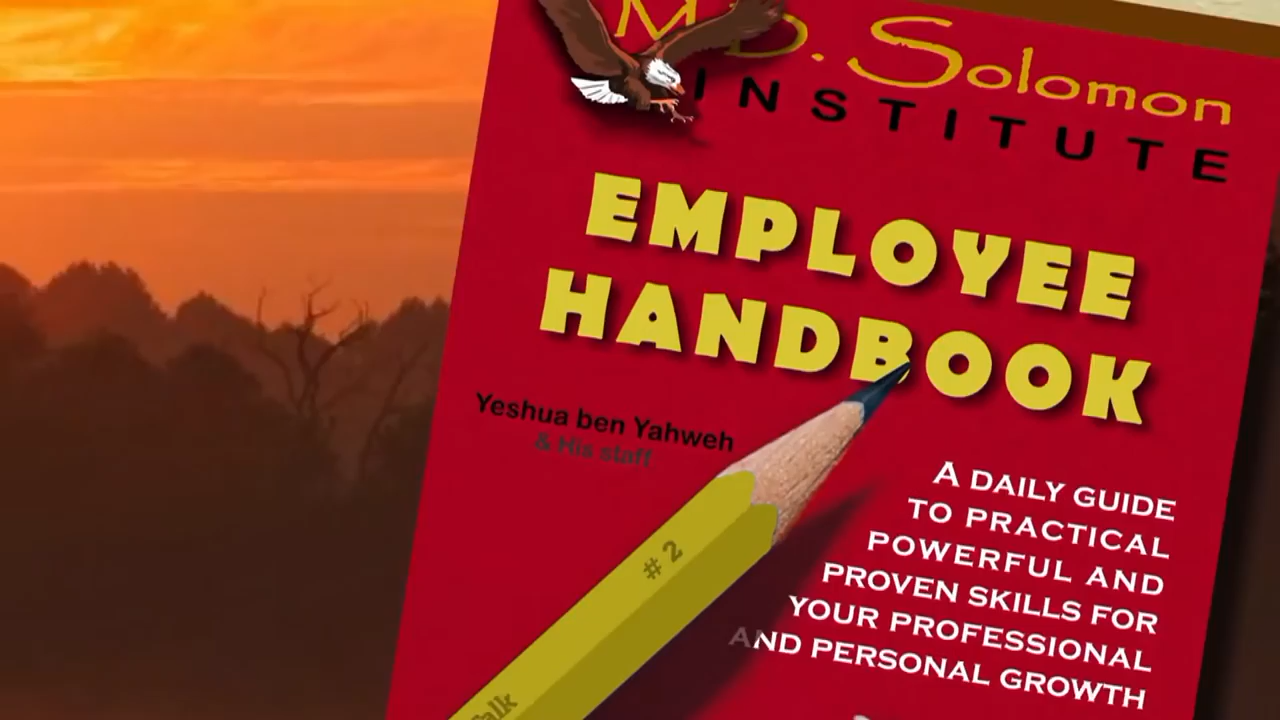 M.D. Solomon
INSTITUTE
EMPLOYEE
HANDBOOK
Yeshua ben Yahweh
& His staff
A DAILY GUIDE
TO PRACTICAL
POWERFUL AND
PROVEN SKILLS FOR
YOUR PROFESSIONAL
AND PERSONAL GROWTH
# 2